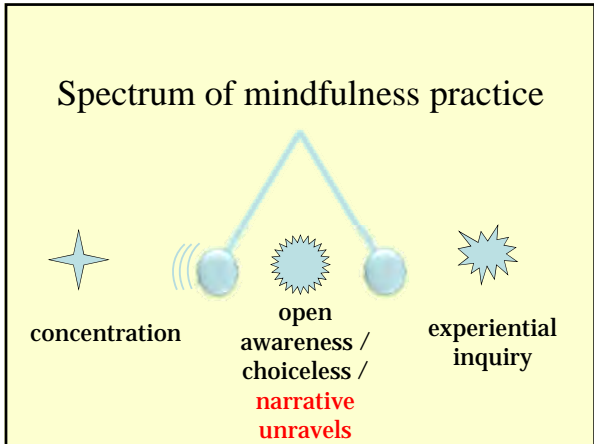 Spectrum of mindfulness practice
concentration
open
awareness /
choiceless /
narrative
unravels
experiential
inquiry